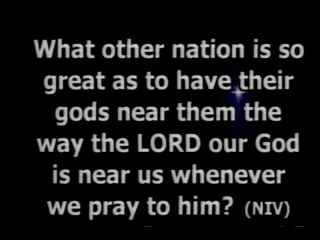 What other nation is so
great as to have their
gods near them the
way the LORD our God
is near us whenever
we pray to him? (NIV)